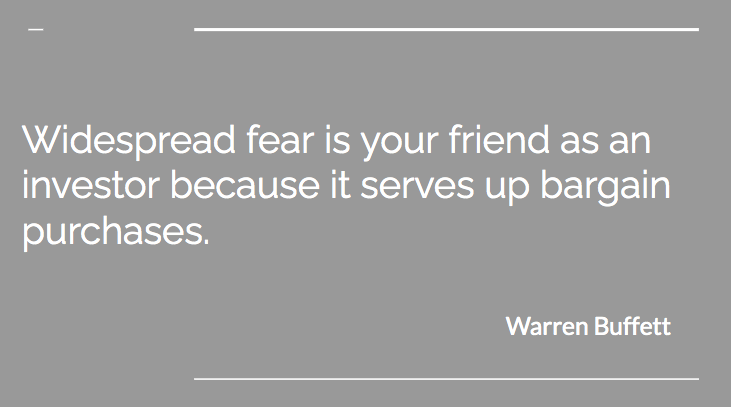 Widespread fear is your friend as an
investor because it serves up bargain
purchases.
Warren Buffett